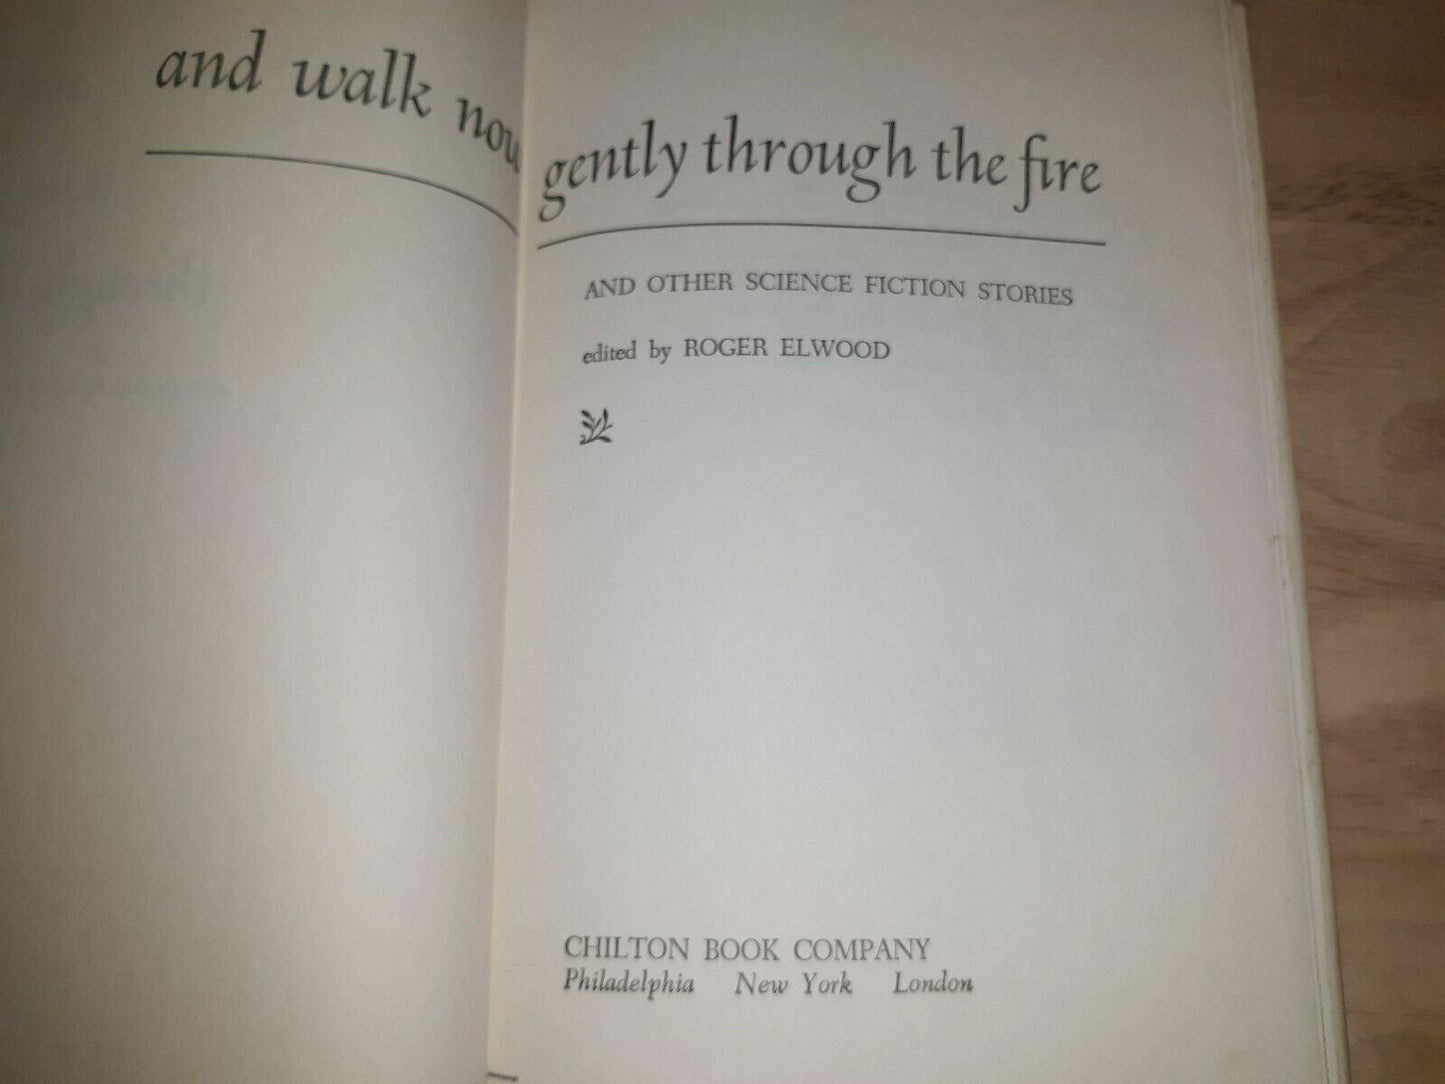 and walk now gently through the fire
AND OTHER SCIENCE FICTION STORIES
edited by ROGER ELWOOD
CHILTON BOOK COMPANY
Philadelphia New York London